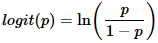 logit(p) = ln(p / (1 − p))